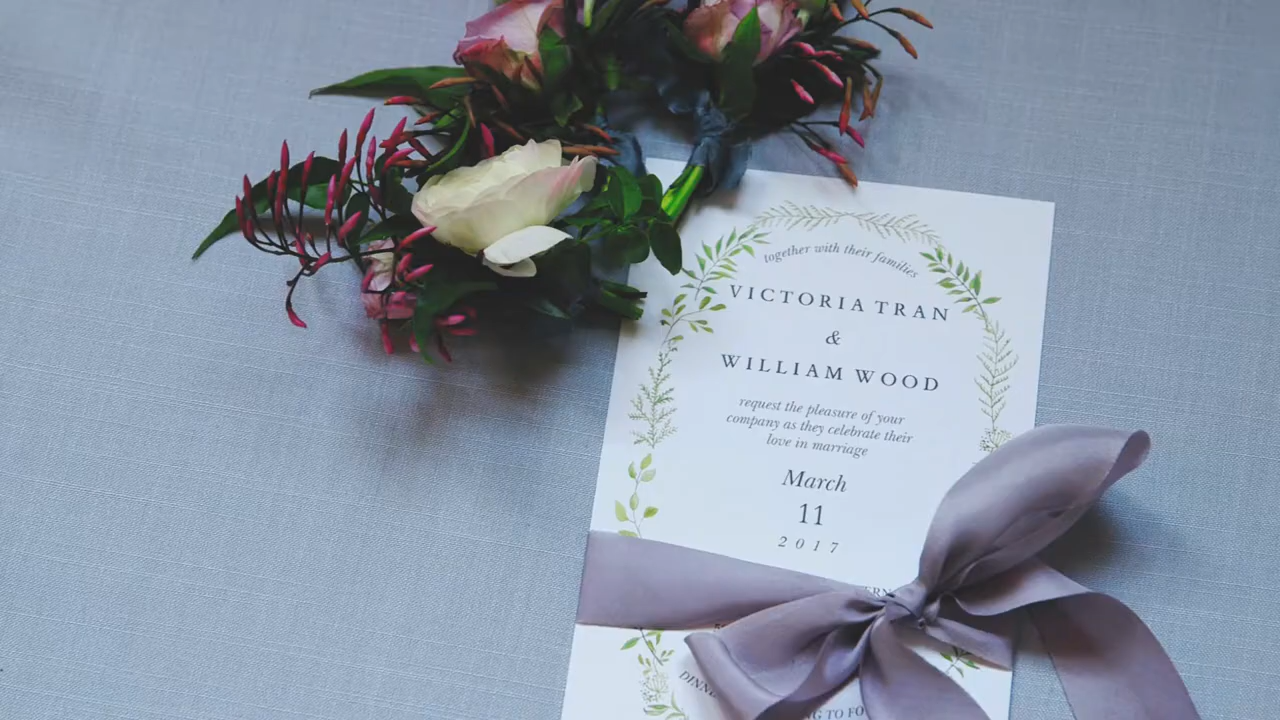 together with their families
VICTORIA TRAN
&
WILLIAM WOOD
request the pleasure of your
company as they celebrate their
love in marriage
March
11
2017
TO